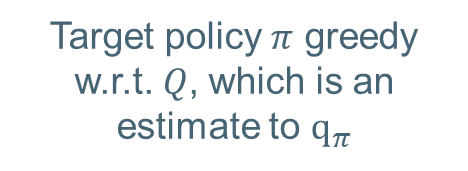 Target policy π greedy
w.r.t. Q, which is an
estimate to qπ